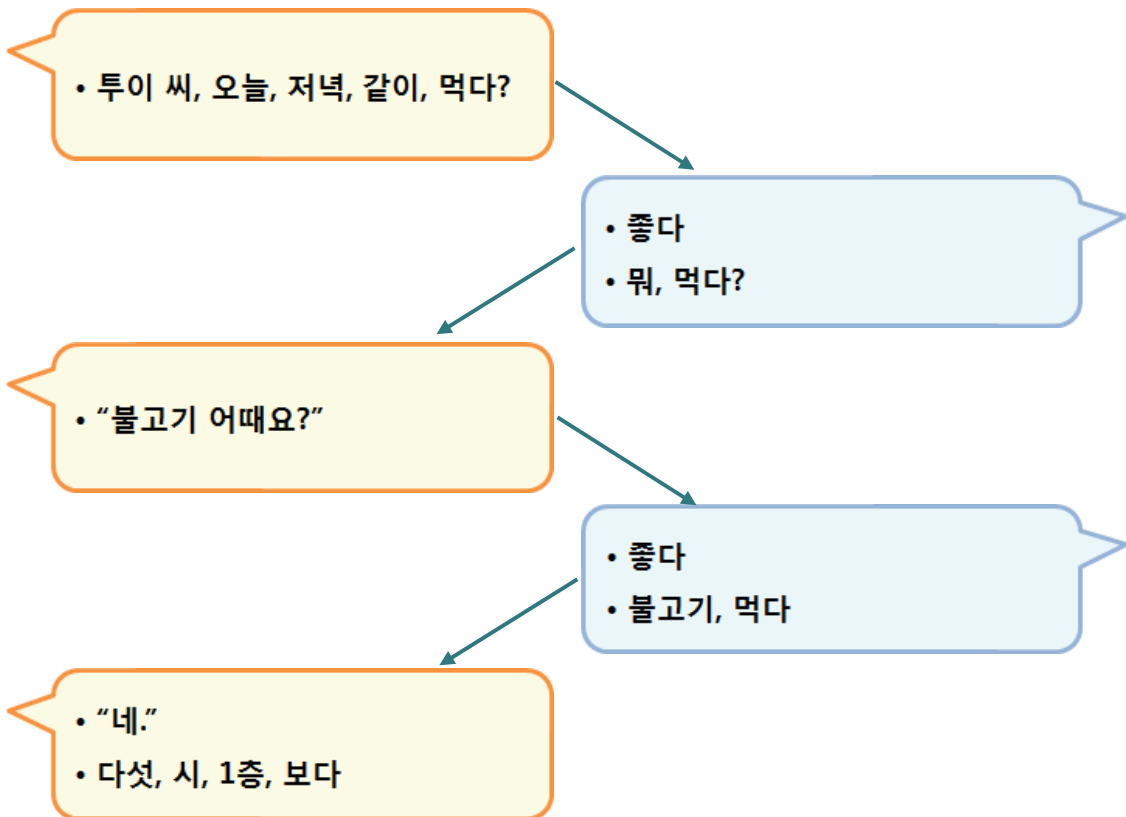 • 투이 씨, 오늘, 저녁, 같이, 먹다?
• 좋다
• 뭐, 먹다?
• “불고기 어때요?”
• 좋다
• 불고기, 먹다
• “네.”
• 다섯, 시, 1층, 보다